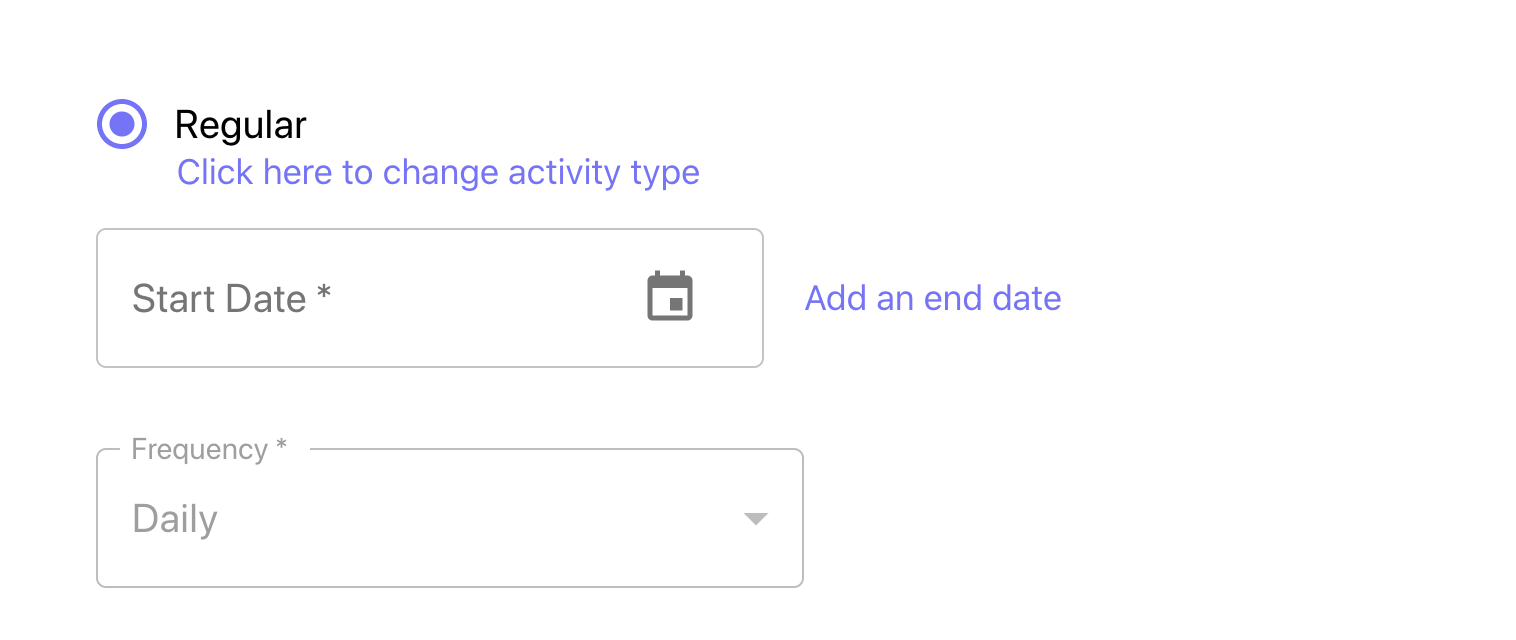 Regular
Click here to change activity type
Start Date *
Add an end date
Frequency *
Daily